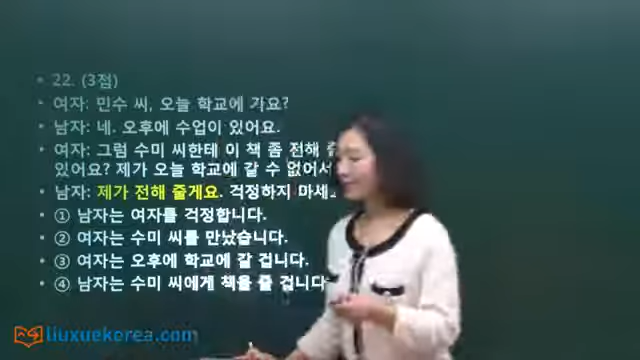 22. (3점)
여자: 민수 씨, 오늘 학교에 가요?
남자: 네. 오후에 수업이 있어요.
여자: 그럼 수미 씨한테 이 책 좀 전해
있어요? 제가 오늘 학교에 갈 수 없어서
남자: 제가 전해 줄게요. 걱정하지 마세
① 남자는 여자를 걱정합니다.
② 여자는 수미 씨를 만났습니다.
③ 여자는 오후에 학교에 갈 겁니다.
④ 남자는 수미 씨에게 책을 줄 겁니다
liuxuekorea.com